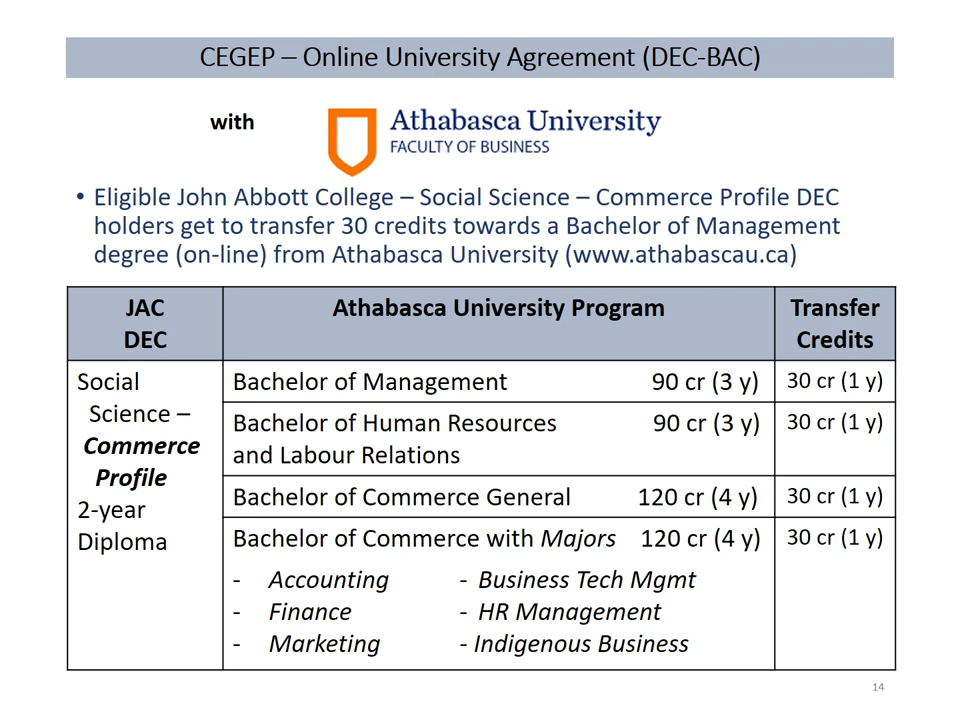 CEGEP – Online University Agreement (DEC-BAC)
with
Athabasca University
FACULTY OF BUSINESS
• Eligible John Abbott College – Social Science – Commerce Profile DEC
holders get to transfer 30 credits towards a Bachelor of Management
degree (on-line) from Athabasca University (www.athabascau.ca)
JAC
DEC
Athabasca University Program
Transfer
Credits
Social
Science –
Commerce
Profile
2-year
Diploma
Bachelor of Management 90 cr (3 y) 30 cr (1 y)
Bachelor of Human Resources 90 cr (3 y) 30 cr (1 y)
and Labour Relations
Bachelor of Commerce General 120 cr (4 y) 30 cr (1 y)
Bachelor of Commerce with Majors 120 cr (4 y) 30 cr (1 y)
- Accounting - Business Tech Mgmt
- Finance - HR Management
- Marketing - Indigenous Business
14